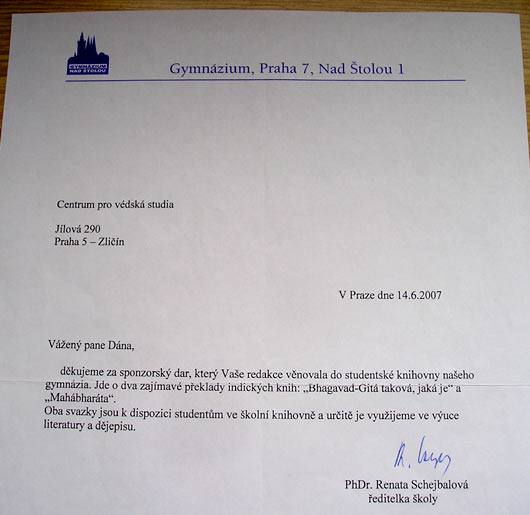 GYMNÁZIUM
NAD ŠTOLOU
Gymnázium, Praha 7, Nad Štolou 1
Centrum pro védská studia
Jílová 290
Praha 5 – Zličín
V Praze dne 14.6.2007
Vážený pane Dána,
děkujeme za sponzorský dar, který Vaše redakce věnovala do studentské knihovny našeho
gymnázia. Jde o dva zajímavé překlady indických knih: „Bhagavad-Gítá taková, jaká je“ a
„Mahábharáta“.
Oba svazky jsou k dispozici studentům ve školní knihovně a určitě je využijeme ve výuce
literatury a dějepisu.
PhDr. Renata Schejbalová
ředitelka školy